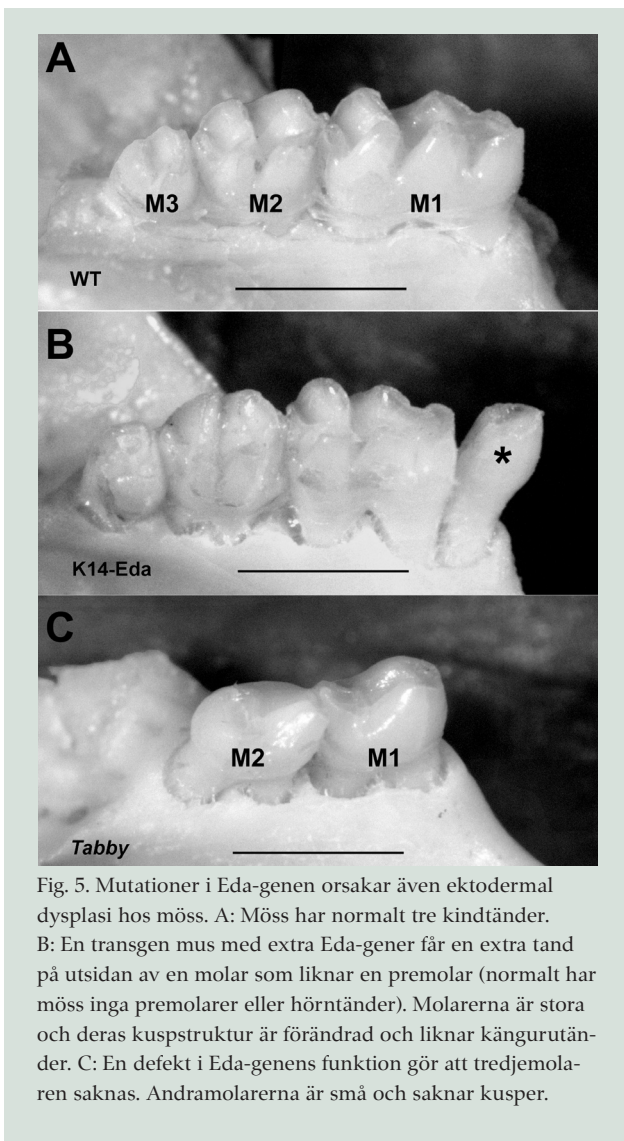 A
M3 M2 M1
WT
B
*
K14-Eda
C
M2 M1
Tabby
Fig. 5. Mutationer i Eda-genen orsakar även ektodermal
dysplasi hos möss. A: Möss har normalt tre kindtänder.
B: En transgen mus med extra Eda-gener får en extra tand
på utsidan av en molar som liknar en premolar (normalt har
möss inga premolarer eller hörntänder). Molarerna är stora
och deras kuspstruktur är förändrad och liknar kängurutän-
der. C: En defekt i Eda-genens funktion gör att tredjemola-
ren saknas. Andramolarerna är små och saknar kusper.